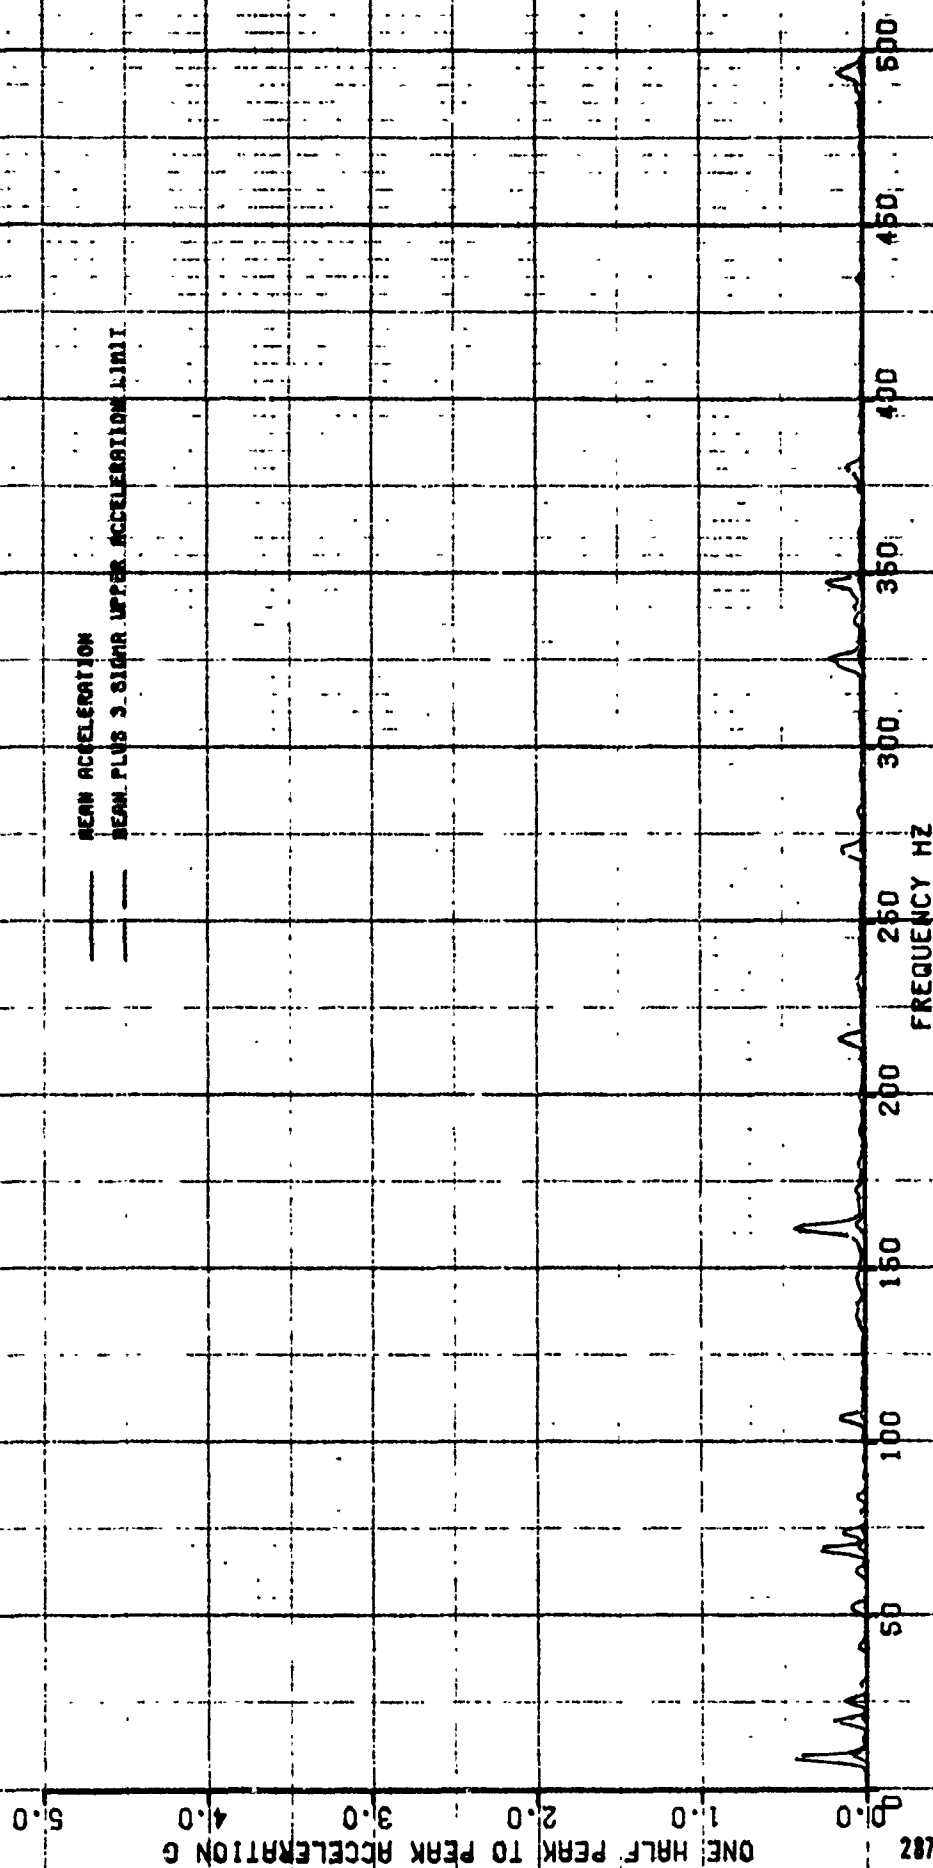 MEAN ACCELERATION
MEAN PLUS 3 SIGMA UPPER ACCELERATION LIMIT
ONE HALF PEAK TO PEAK ACCELERATION G
5.0
4.0
3.0
2.0
1.0
0.0
0 50 100 150 200 250 300 350 400 450 500
FREQUENCY HZ
287